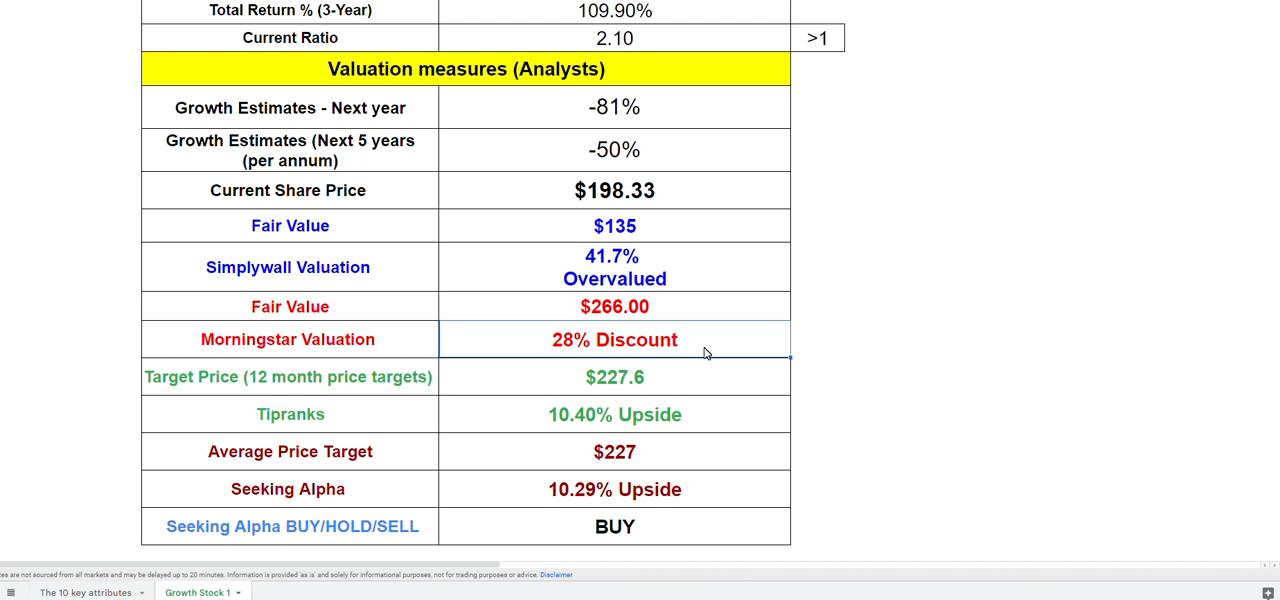 Total Return % (3-Year) 109.90%
Current Ratio 2.10 >1
Valuation measures (Analysts)
Growth Estimates - Next year -81%
Growth Estimates (Next 5 years
(per annum) -50%
Current Share Price $198.33
Fair Value $135
Simplywall Valuation 41.7%
Overvalued
Fair Value $266.00
Morningstar Valuation 28% Discount
Target Price (12 month price targets) $227.6
Tipranks 10.40% Upside
Average Price Target $227
Seeking Alpha 10.29% Upside
Seeking Alpha BUY/HOLD/SELL BUY
es are not sourced from all markets and may be delayed up to 20 minutes. Information is provided 'as is' and solely for informational purposes, not for trading purposes or advice. Disclaimer
The 10 key attributes Growth Stock 1